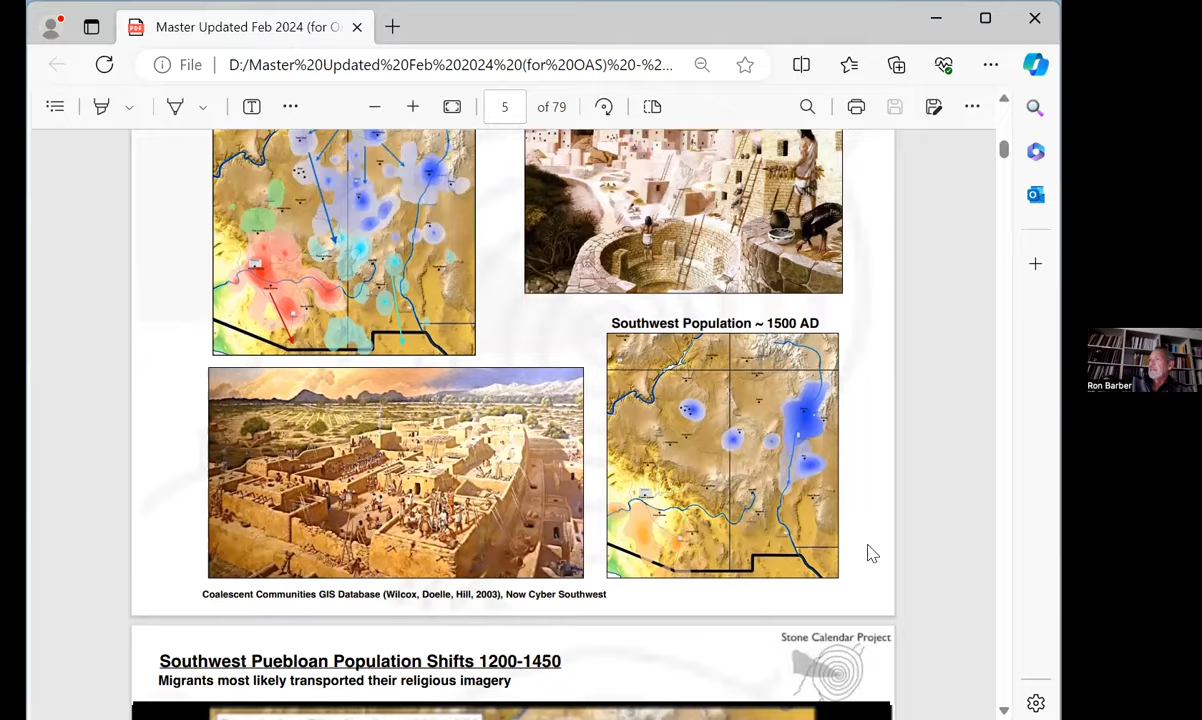 Master Updated Feb 2024 (for O
File
D:/Master%20Updated%20Feb%202024%20(for%20OAS)%20-%2...
5
of 79
Southwest Population ~ 1500 AD
Ron Barber
Coalescent Communities GIS Database (Wilcox, Doelle, Hill, 2003), Now Cyber Southwest
Stone Calendar Project
Southwest Puebloan Population Shifts 1200-1450
Migrants most likely transported their religious imagery